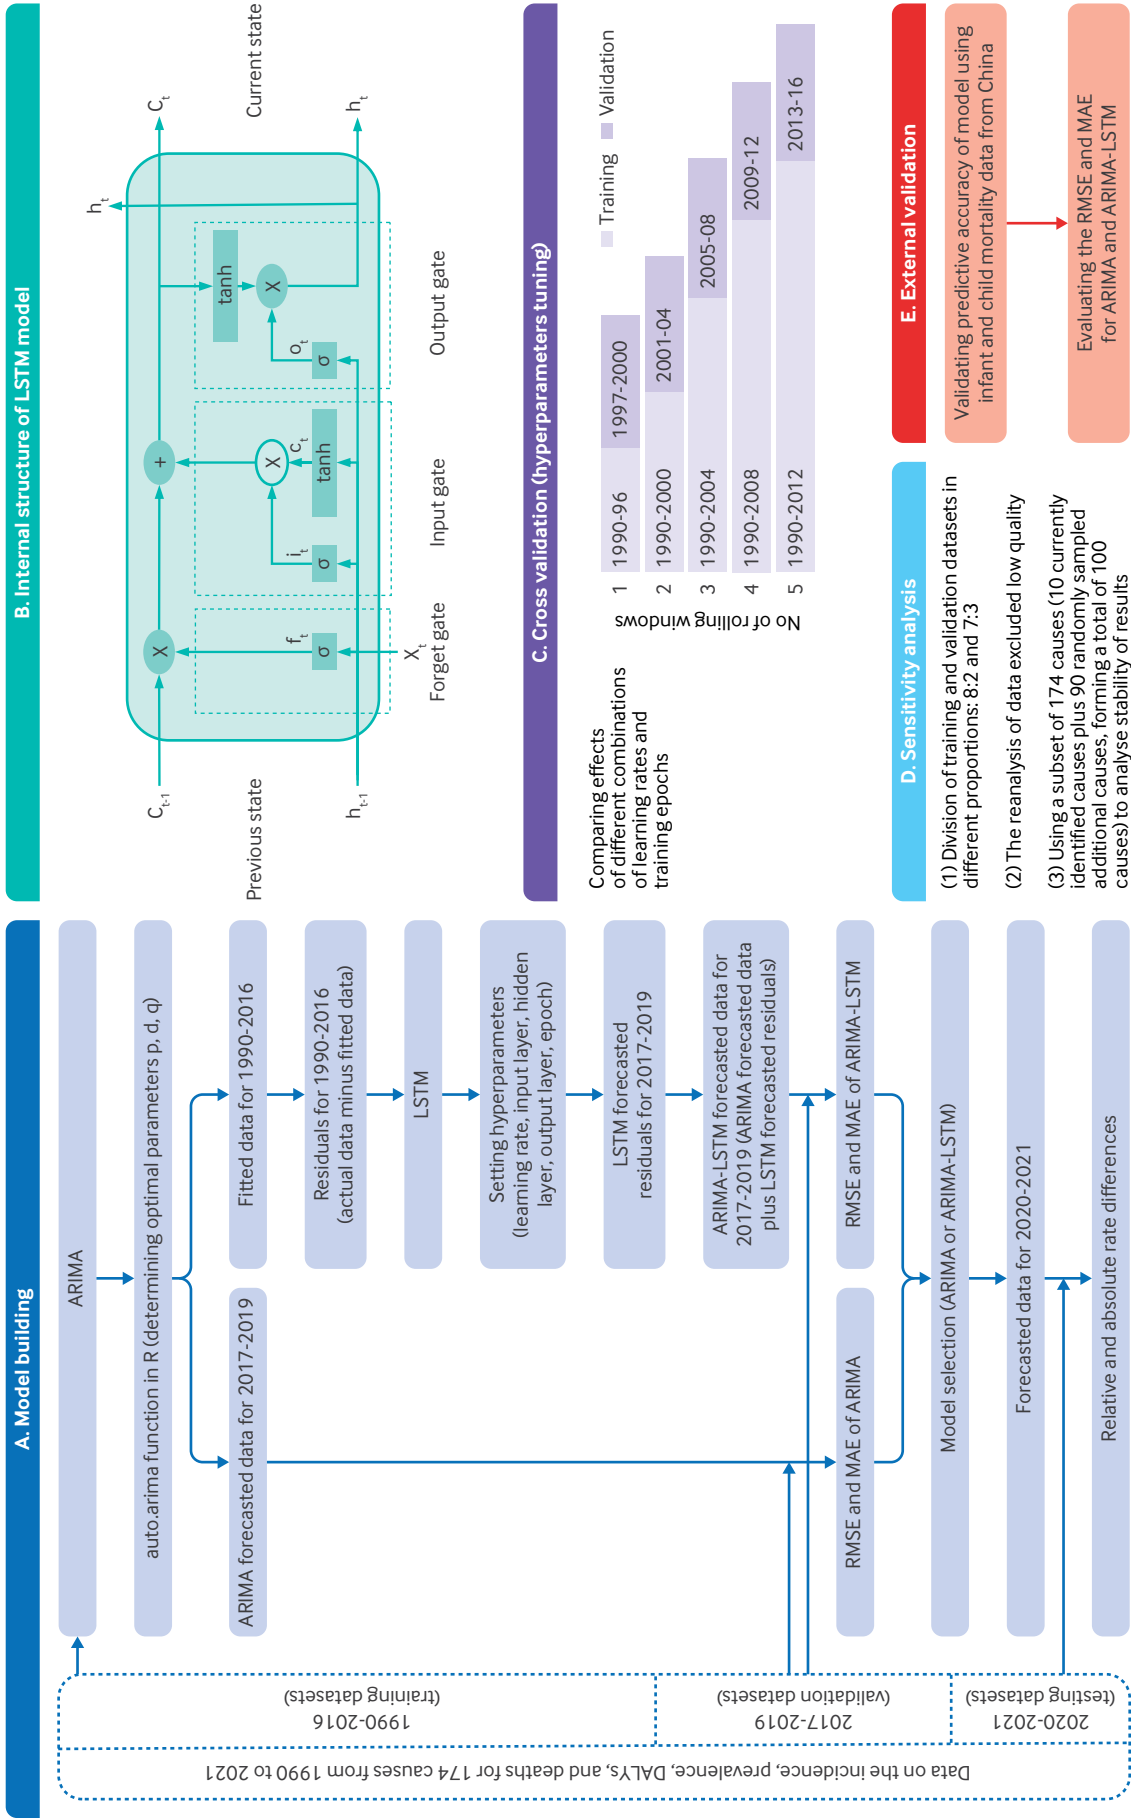 A. Model building
Data on the incidence, prevalence, DALYs, and deaths for 174 causes from 1990 to 2021
1990-2016
(training datasets)
2017-2019
(validation datasets)
2020-2021
(testing datasets)
ARIMA
auto.arima function in R (determining optimal parameters p, d, q)
ARIMA forecasted data for 2017-2019
Fitted data for 1990-2016
Residuals for 1990-2016
(actual data minus fitted data)
LSTM
Setting hyperparameters
(learning rate, input layer, hidden
layer, output layer, epoch)
LSTM forecasted
residuals for 2017-2019
ARIMA-LSTM forecasted data for
2017-2019 (ARIMA forecasted data
plus LSTM forecasted residuals)
RMSE and MAE of ARIMA
RMSE and MAE of ARIMA-LSTM
Model selection (ARIMA or ARIMA-LSTM)
Forecasted data for 2020-2021
Relative and absolute rate differences
B. Internal structure of LSTM model
h_t
C_t-1
X
+
C_t
Previous state
Current state
tanh
X
X
f_t
i_t
c_t
o_t
σ
σ
tanh
σ
h_t-1
h_t
X_t
Forget gate
Input gate
Output gate
C. Cross validation (hyperparameters tuning)
Comparing effects
of different combinations
of learning rates and
training epochs
Training
Validation
No of rolling windows
1 1990-96 1997-2000
2 1990-2000 2001-04
3 1990-2004 2005-08
4 1990-2008 2009-12
5 1990-2012 2013-16
D. Sensitivity analysis
(1) Division of training and validation datasets in
different proportions: 8:2 and 7:3
(2) The reanalysis of data excluded low quality
(3) Using a subset of 174 causes (10 currently
identified causes plus 90 randomly sampled
additional causes, forming a total of 100
causes) to analyse stability of results
E. External validation
Validating predictive accuracy of model using
infant and child mortality data from China
Evaluating the RMSE and MAE
for ARIMA and ARIMA-LSTM